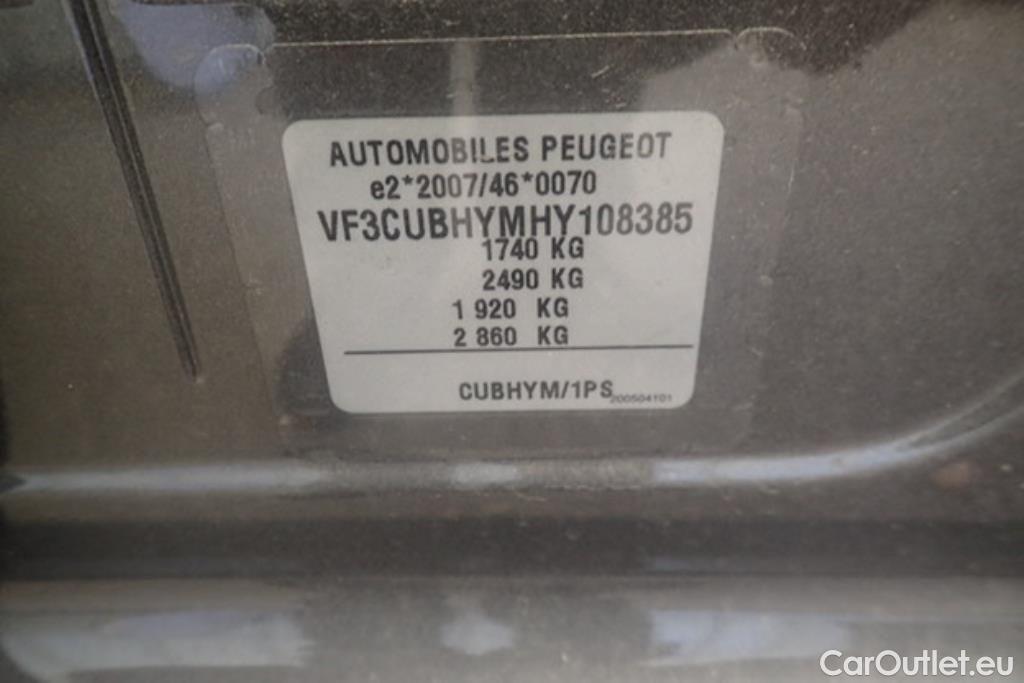 AUTOMOBILES PEUGEOT
e2*2007/46*0070
VF3CUBHYMHY108385
1740 KG
2490 KG
1 920 KG
2 860 KG
CUBHYM/1PS
200504101
CarOutlet.eu